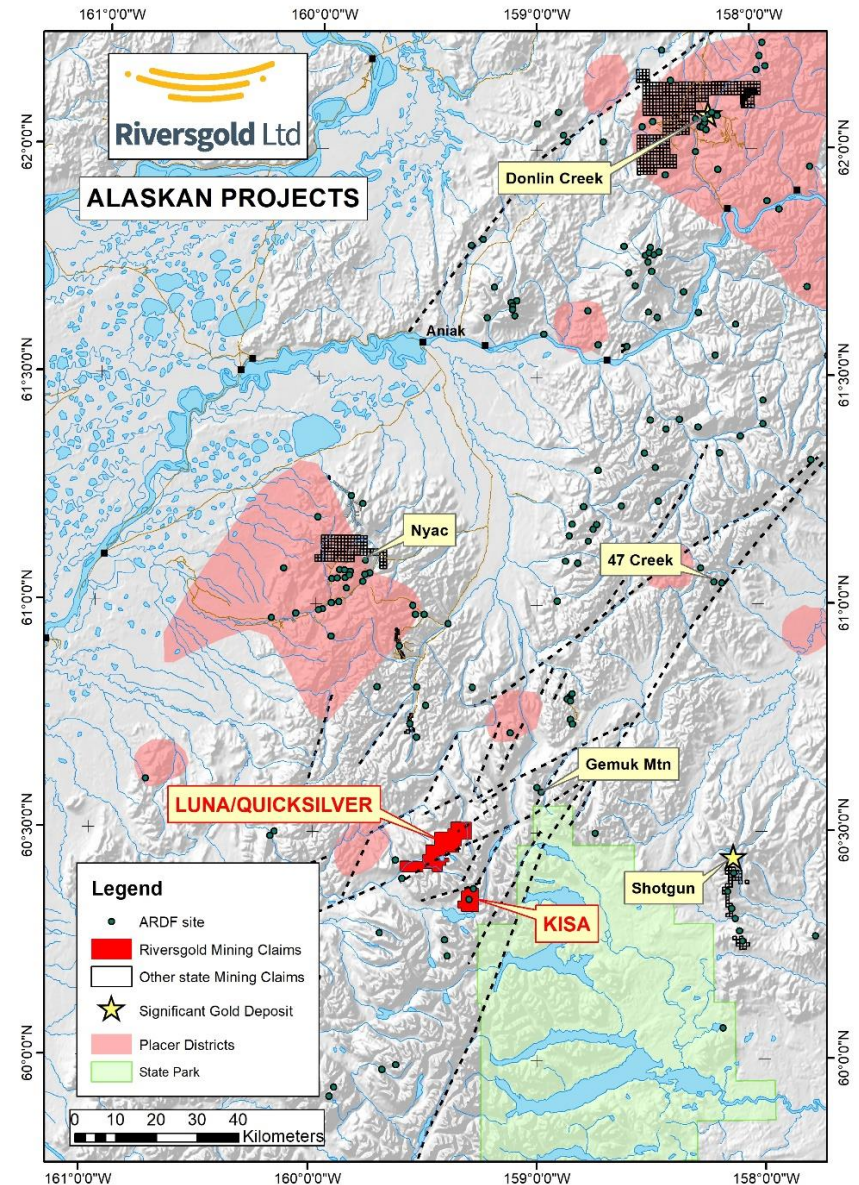 161°0'0"W
160°0'0"W
159°0'0"W
158°0'0"W
Riversgold Ltd
ALASKAN PROJECTS
62°0'0"N
62°0'0"N
Donlin Creek
Aniak
61°30'0"N
61°30'0"N
Nyac
47 Creek
61°0'0"N
61°0'0"N
Gemuk Mtn
LUNA/QUICKSILVER
60°30'0"N
60°30'0"N
Shotgun
KISA
Legend
ARDF site
Riversgold Mining Claims
Other state Mining Claims
Significant Gold Deposit
Placer Districts
State Park
60°0'0"N
60°0'0"N
0 10 20 30 40
Kilometers
161°0'0"W
160°0'0"W
159°0'0"W
158°0'0"W